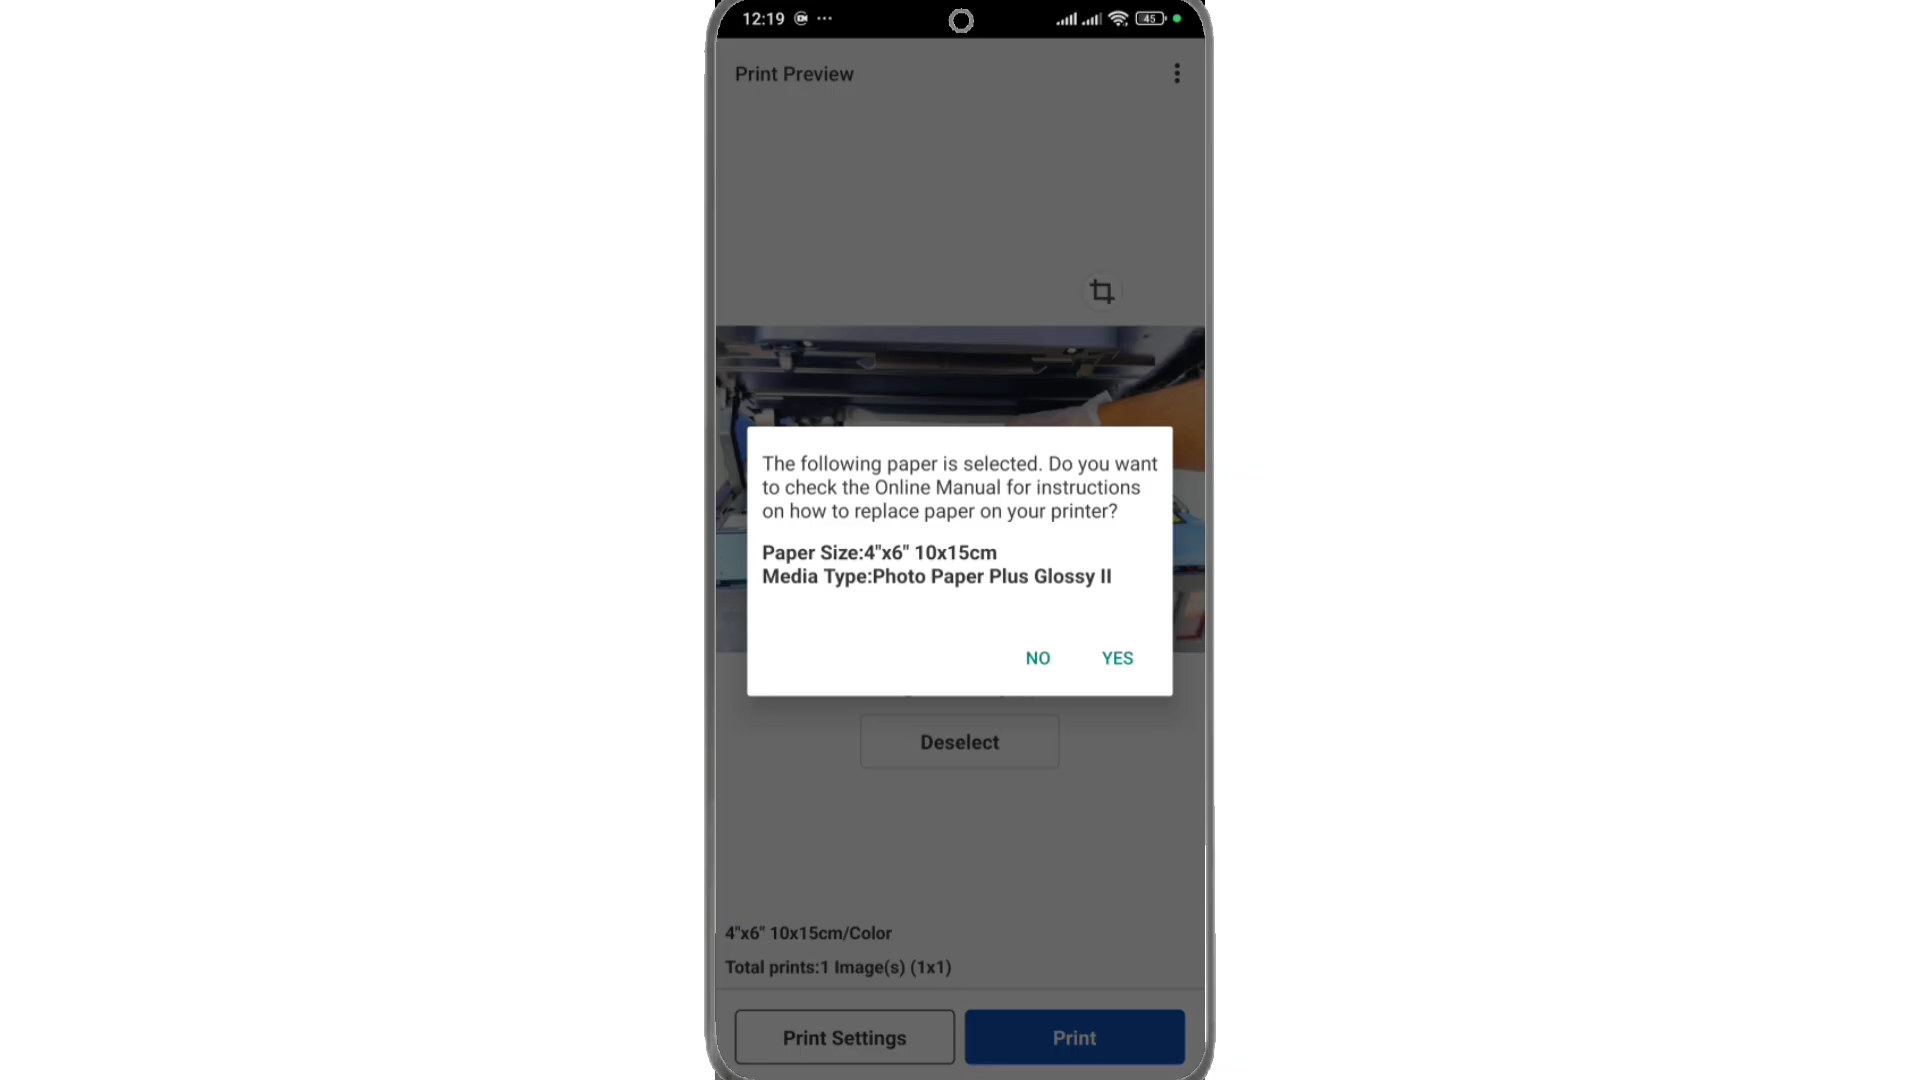 12:19
45
Print Preview
The following paper is selected. Do you want
to check the Online Manual for instructions
on how to replace paper on your printer?
Paper Size:4"x6" 10x15cm
Media Type:Photo Paper Plus Glossy II
NO YES
Deselect
4"x6" 10x15cm/Color
Total prints:1 Image(s) (1x1)
Print Settings Print